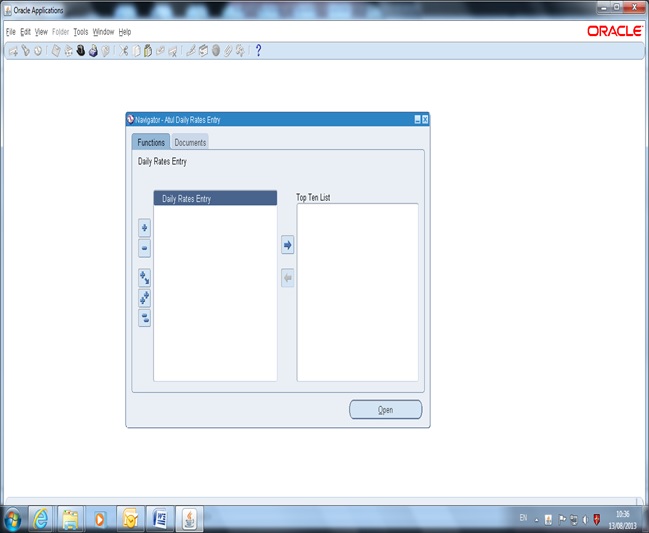 Oracle Applications
File Edit View Folder Tools Window Help
ORACLE
?
Navigator - Atul Daily Rates Entry
Functions Documents
Daily Rates Entry
Daily Rates Entry
Top Ten List
Open
EN
10:36
13/08/2013